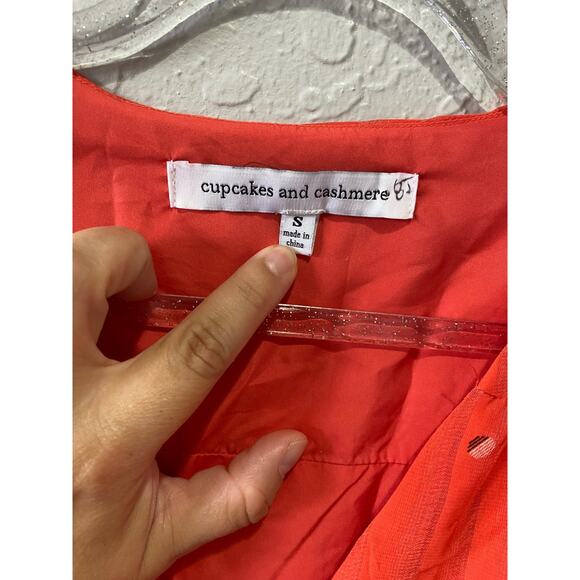 cupcakes and cashmere
S
made in
china